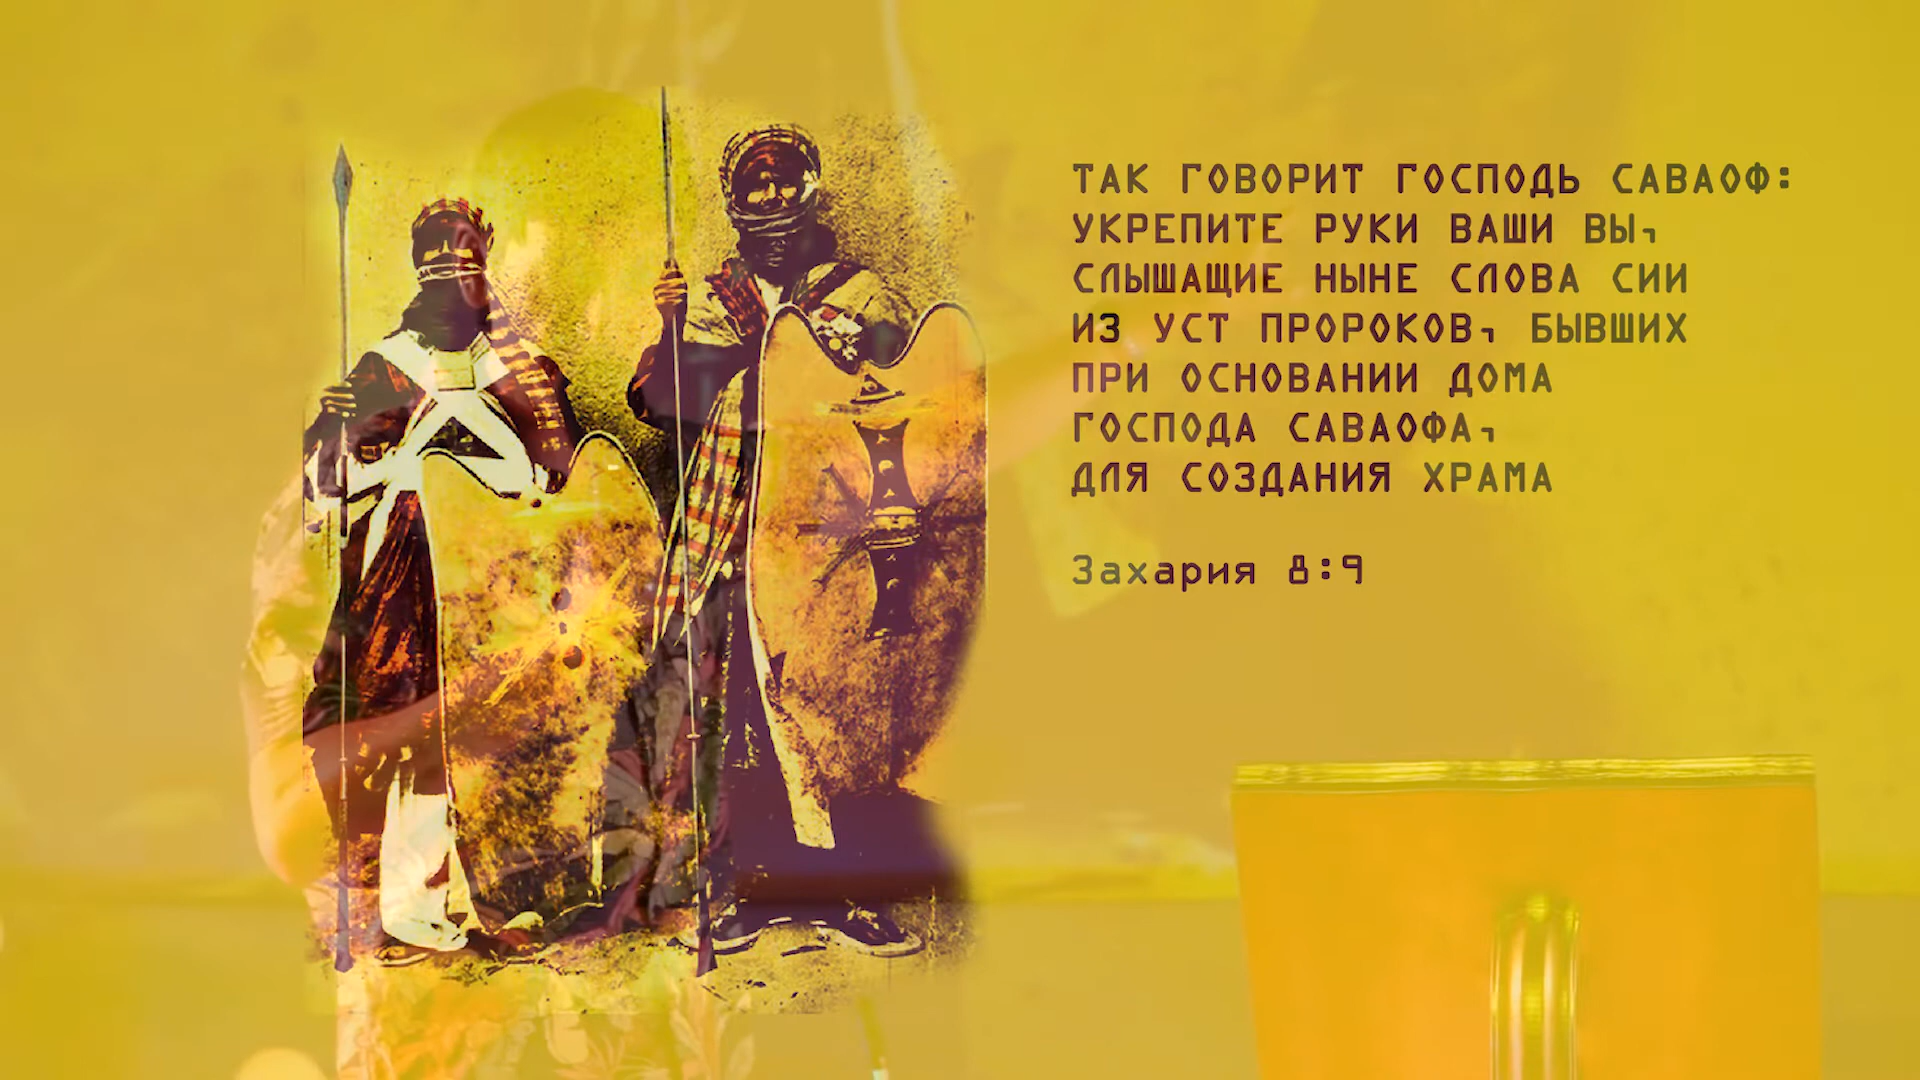 ТАК ГОВОРИТ ГОСПОДЬ САВАОФ:
УКРЕПИТЕ РУКИ ВАШИ ВЫ,
СЛЫШАЩИЕ НЫНЕ СЛОВА СИИ
ИЗ УСТ ПРОРОКОВ, БЫВШИХ
ПРИ ОСНОВАНИИ ДОМА
ГОСПОДА САВАОФА,
ДЛЯ СОЗДАНИЯ ХРАМА
Захария 8:9